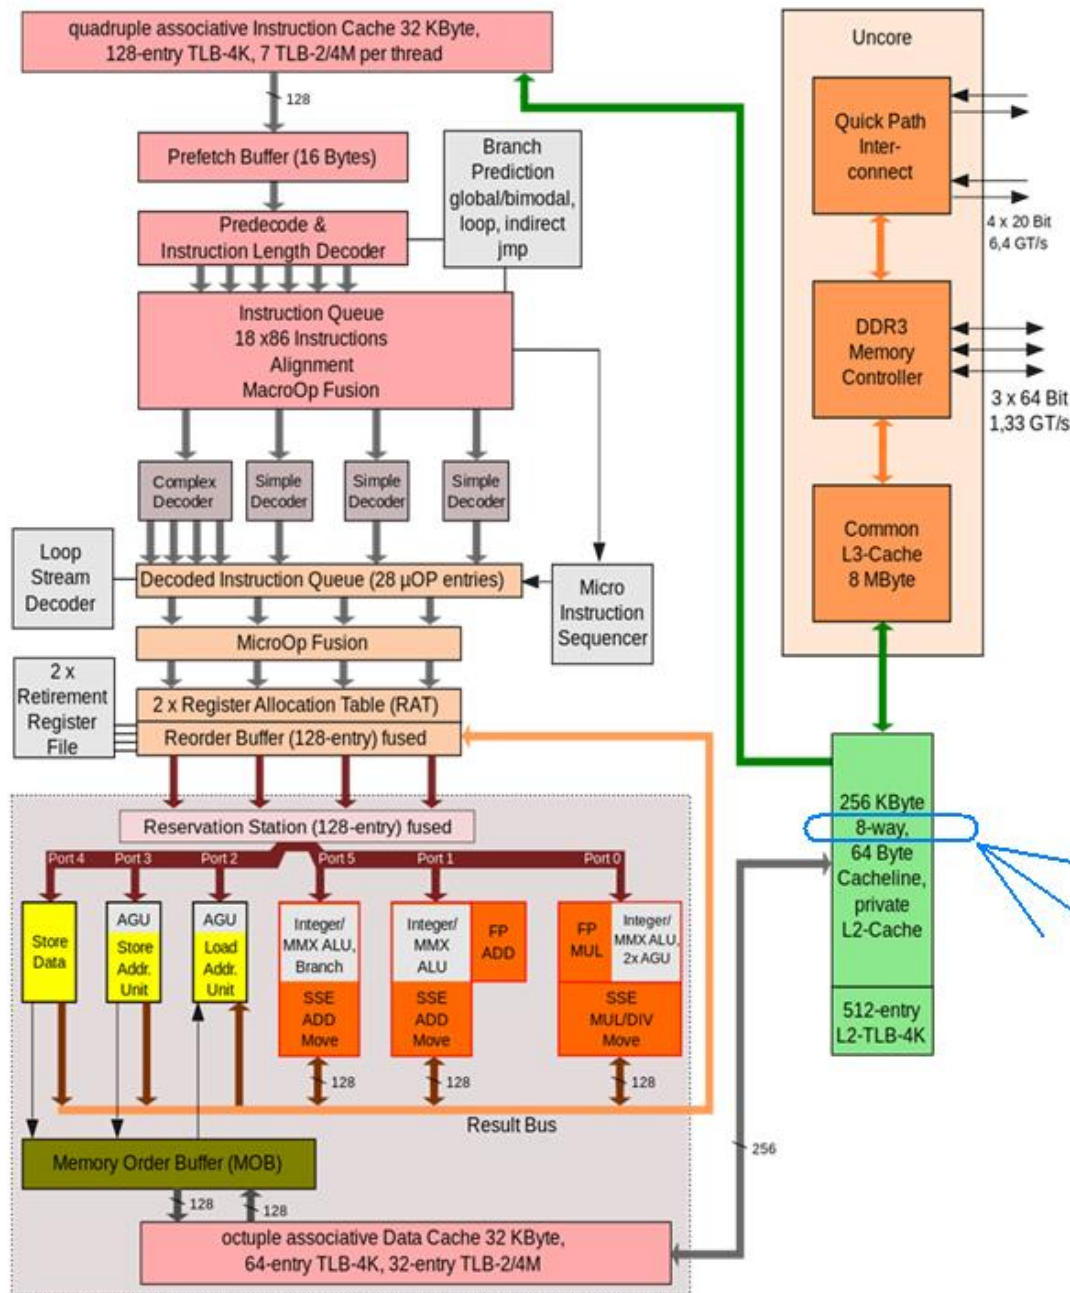 quadruple associative Instruction Cache 32 KByte,
128-entry TLB-4K, 7 TLB-2/4M per thread
128
Prefetch Buffer (16 Bytes)
Branch
Prediction
global/bimodal,
loop, indirect
jmp
Predecode &
Instruction Length Decoder
Instruction Queue
18 x86 Instructions
Alignment
MacroOp Fusion
Complex
Decoder
Simple
Decoder
Simple
Decoder
Simple
Decoder
Loop
Stream
Decoder
Decoded Instruction Queue (28 µOP entries)
Micro
Instruction
Sequencer
MicroOp Fusion
2 x
Retirement
Register
File
2 x Register Allocation Table (RAT)
Reorder Buffer (128-entry) fused
Reservation Station (128-entry) fused
Port 4
Port 3
Port 2
Port 5
Port 1
Port 0
Store
Data
AGU
Store
Addr.
Unit
AGU
Load
Addr.
Unit
Integer/
MMX ALU,
Branch
SSE
ADD
Move
Integer/
MMX
ALU
FP
ADD
SSE
ADD
Move
FP
MUL
Integer/
MMX ALU,
2x AGU
SSE
MUL/DIV
Move
128
128
128
Result Bus
Memory Order Buffer (MOB)
128
128
256
octuple associative Data Cache 32 KByte,
64-entry TLB-4K, 32-entry TLB-2/4M
Uncore
Quick Path
Inter-
connect
4 x 20 Bit
6,4 GT/s
DDR3
Memory
Controller
3 x 64 Bit
1,33 GT/s
Common
L3-Cache
8 MByte
256 KByte
8-way,
64 Byte
Cacheline,
private
L2-Cache
512-entry
L2-TLB-4K